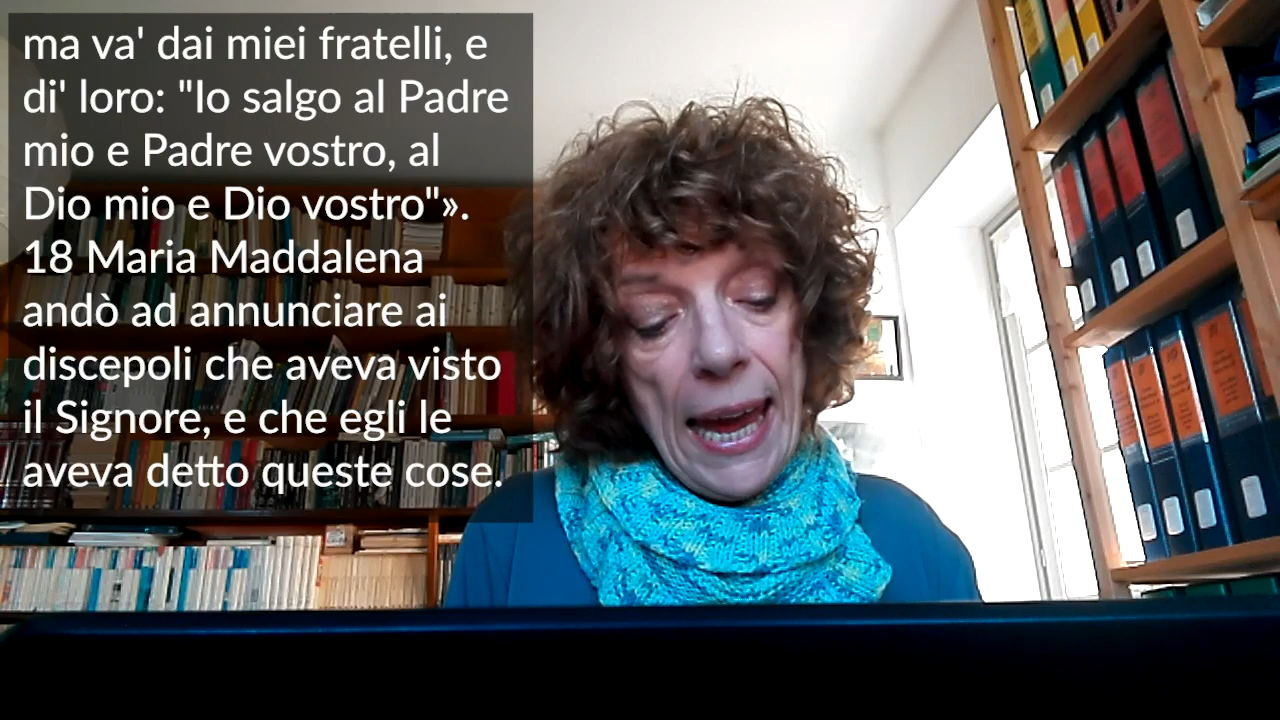 ma va' dai miei fratelli, e
di' loro: "Io salgo al Padre
mio e Padre vostro, al
Dio mio e Dio vostro"».
18 Maria Maddalena
andò ad annunciare ai
discepoli che aveva visto
il Signore, e che egli le
aveva detto queste cose.